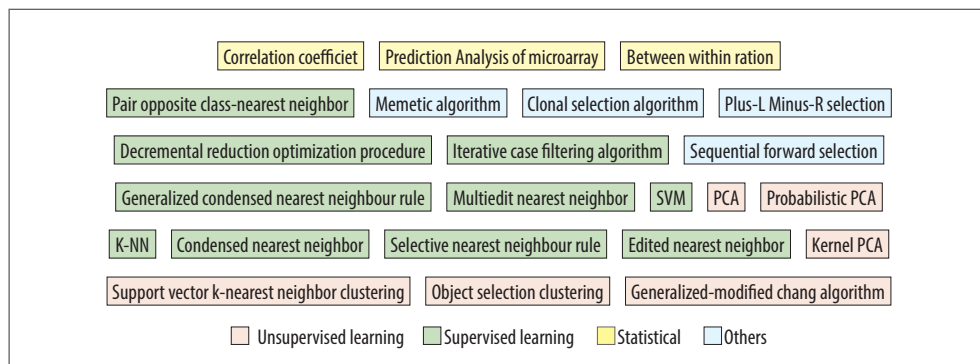 Correlation coefficiet Prediction Analysis of microarray Between within ration
Pair opposite class-nearest neighbor Memetic algorithm Clonal selection algorithm Plus-L Minus-R selection
Decremental reduction optimization procedure Iterative case filtering algorithm Sequential forward selection
Generalized condensed nearest neighbour rule Multiedit nearest neighbor SVM PCA Probabilistic PCA
K-NN Condensed nearest neighbor Selective nearest neighbour rule Edited nearest neighbor Kernel PCA
Support vector k-nearest neighbor clustering Object selection clustering Generalized-modified chang algorithm
Unsupervised learning Supervised learning Statistical Others